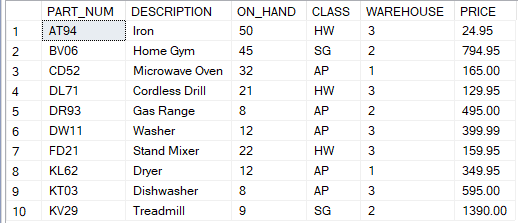 PART_NUM DESCRIPTION ON_HAND CLASS WAREHOUSE PRICE
1 AT94 Iron 50 HW 3 24.95
2 BV06 Home Gym 45 SG 2 794.95
3 CD52 Microwave Oven 32 AP 1 165.00
4 DL71 Cordless Drill 21 HW 3 129.95
5 DR93 Gas Range 8 AP 2 495.00
6 DW11 Washer 12 AP 3 399.99
7 FD21 Stand Mixer 22 HW 3 159.95
8 KL62 Dryer 12 AP 1 349.95
9 KT03 Dishwasher 8 AP 3 595.00
10 KV29 Treadmill 9 SG 2 1390.00